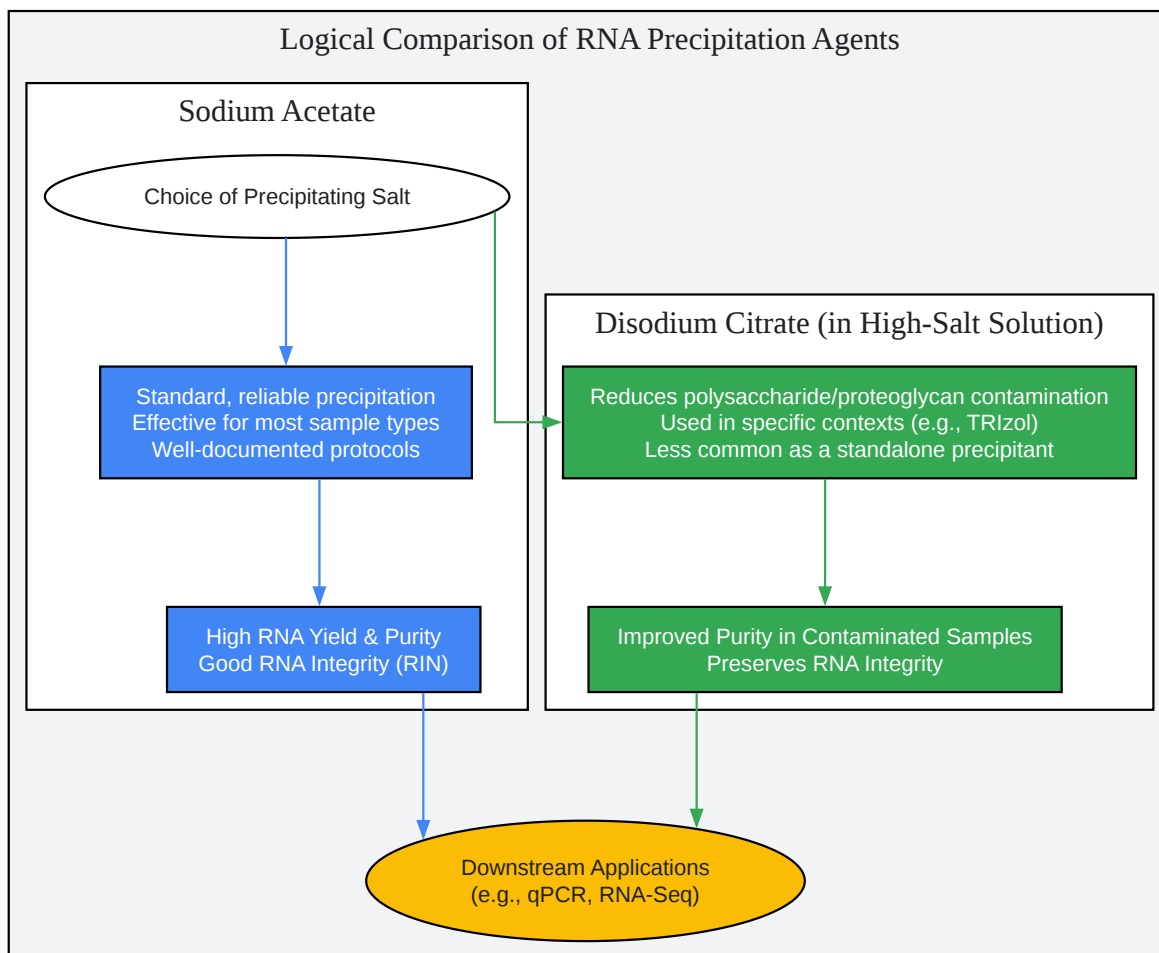 Logical Comparison of RNA Precipitation Agents
Sodium Acetate
Choice of Precipitating Salt
Standard, reliable precipitation
Effective for most sample types
Well-documented protocols
High RNA Yield & Purity
Good RNA Integrity (RIN)
Disodium Citrate (in High-Salt Solution)
Reduces polysaccharide/proteoglycan contamination
Used in specific contexts (e.g., TRIzol)
Less common as a standalone precipitant
Improved Purity in Contaminated Samples
Preserves RNA Integrity
Downstream Applications
(e.g., qPCR, RNA-Seq)